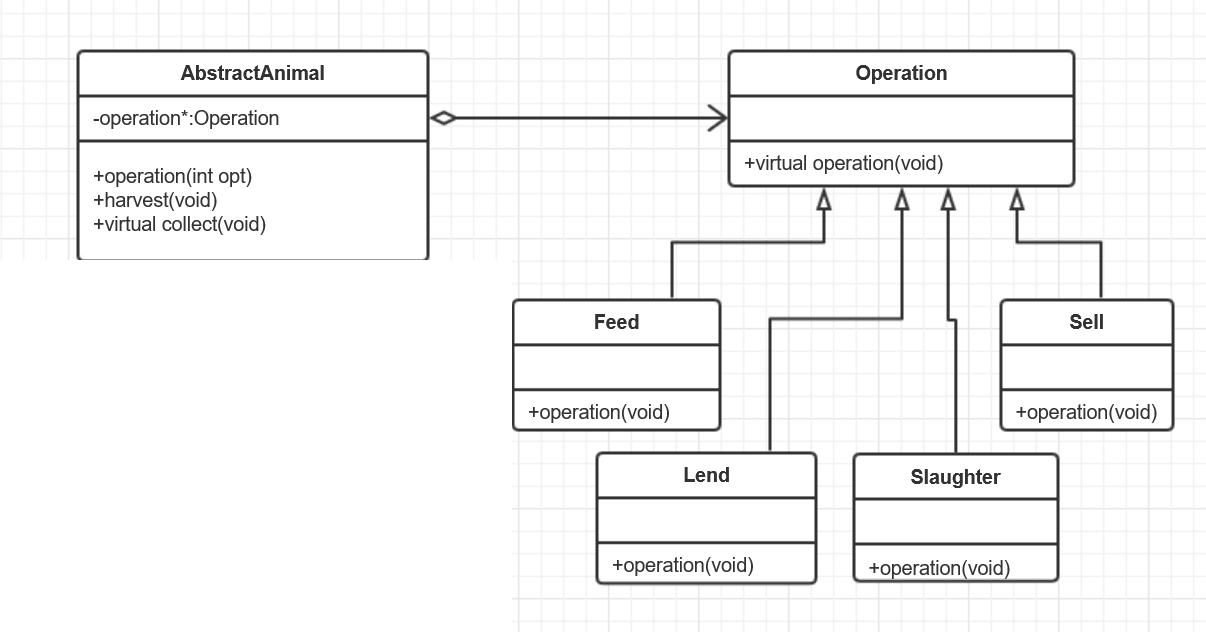 AbstractAnimal
-operation*:Operation
+operation(int opt)
+harvest(void)
+virtual collect(void)
Operation
+virtual operation(void)
Feed
+operation(void)
Lend
+operation(void)
Slaughter
+operation(void)
Sell
+operation(void)